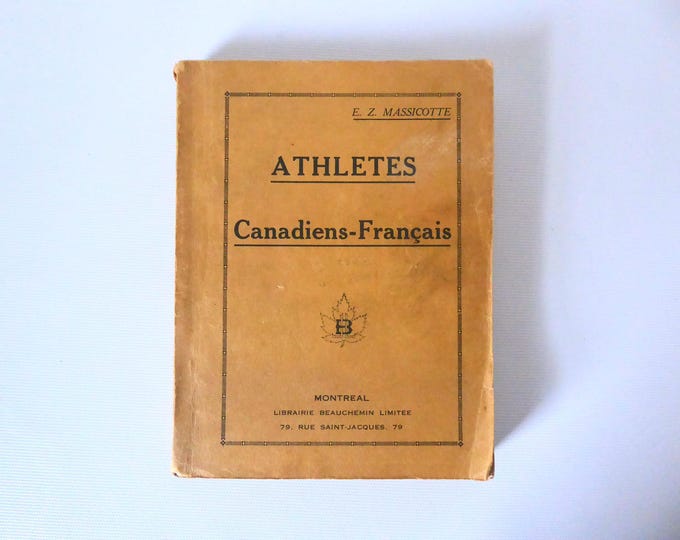 E. Z. MASSICOTTE
ATHLETES
Canadiens-Français
B
MONTREAL
LIBRAIRIE BEAUCHEMIN LIMITEE
79, RUE SAINT-JACQUES, 79